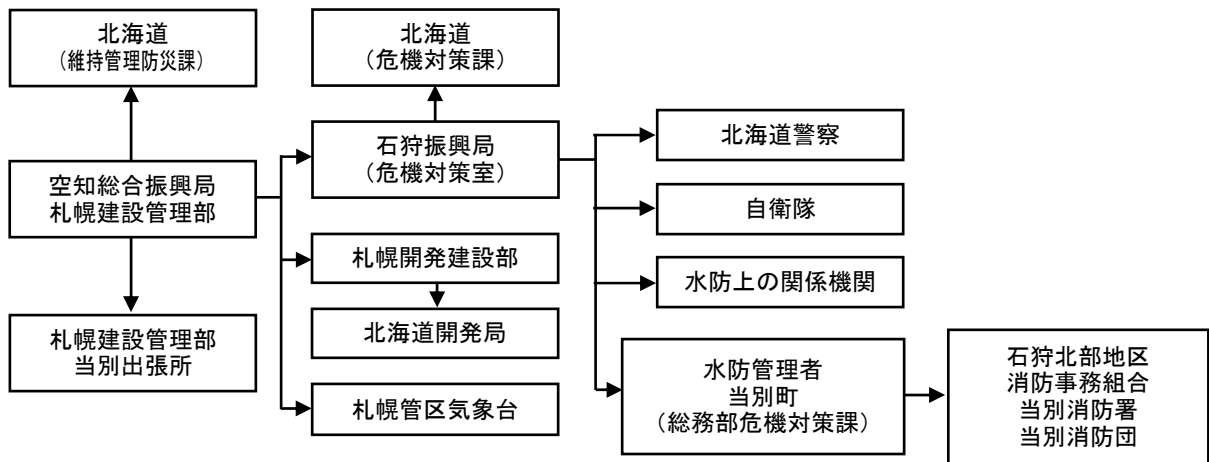 北海道
（維持管理防災課）
北海道
（危機対策課）
空知総合振興局
札幌建設管理部
石狩振興局
（危機対策室）
北海道警察
自衛隊
札幌開発建設部
水防上の関係機関
札幌建設管理部
当別出張所
北海道開発局
札幌管区気象台
水防管理者
当別町
（総務部危機対策課）
石狩北部地区
消防事務組合
当別消防署
当別消防団